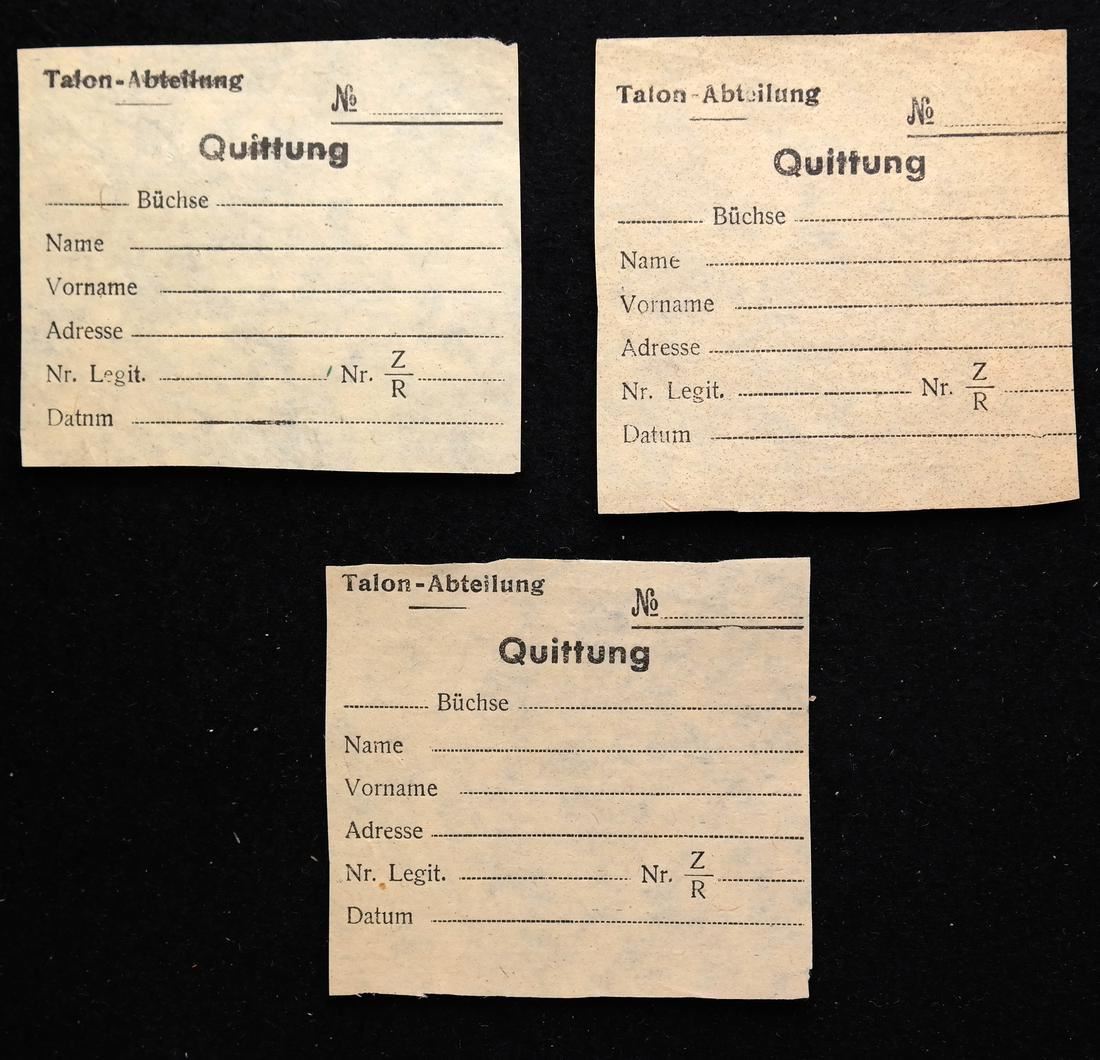 Talon-Abteilung
№
Quittung
Büchse
Name
Vorname
Adresse
Nr. Legit. Nr. Z/R
Datnm
Talon-Abteilung
№
Quittung
Büchse
Name
Vorname
Adresse
Nr. Legit. Nr. Z/R
Datum
Talon-Abteilung
№
Quittung
Büchse
Name
Vorname
Adresse
Nr. Legit. Nr. Z/R
Datum